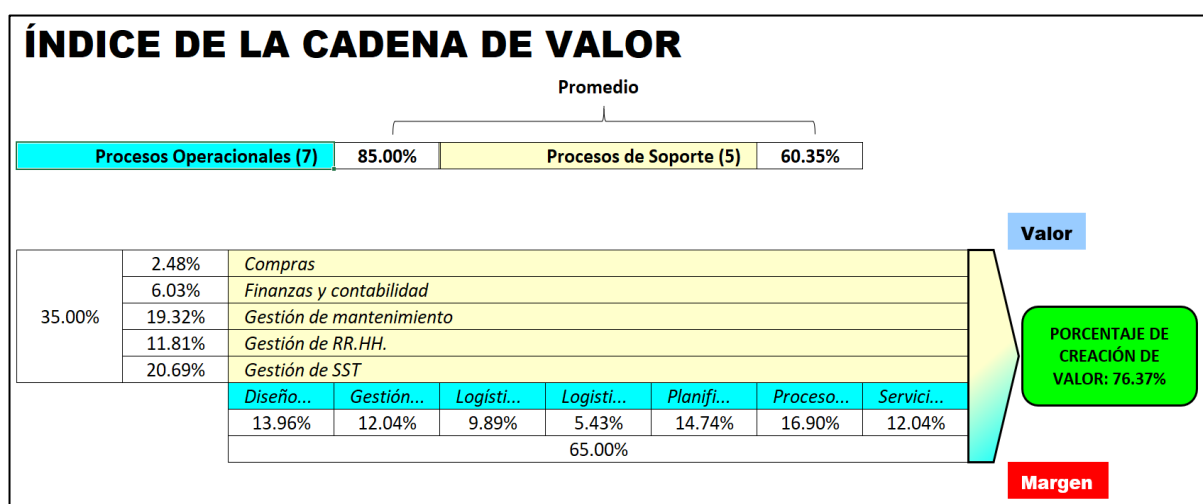 ÍNDICE DE LA CADENA DE VALOR
Promedio
Procesos Operacionales (7) 85.00% Procesos de Soporte (5) 60.35%
Valor
35.00%
2.48% Compras
6.03% Finanzas y contabilidad
19.32% Gestión de mantenimiento
11.81% Gestión de RR.HH.
20.69% Gestión de SST
Diseño... Gestión... Logísti... Logisti... Planifi... Proceso... Servici...
13.96% 12.04% 9.89% 5.43% 14.74% 16.90% 12.04%
65.00%
PORCENTAJE DE
CREACIÓN DE
VALOR: 76.37%
Margen